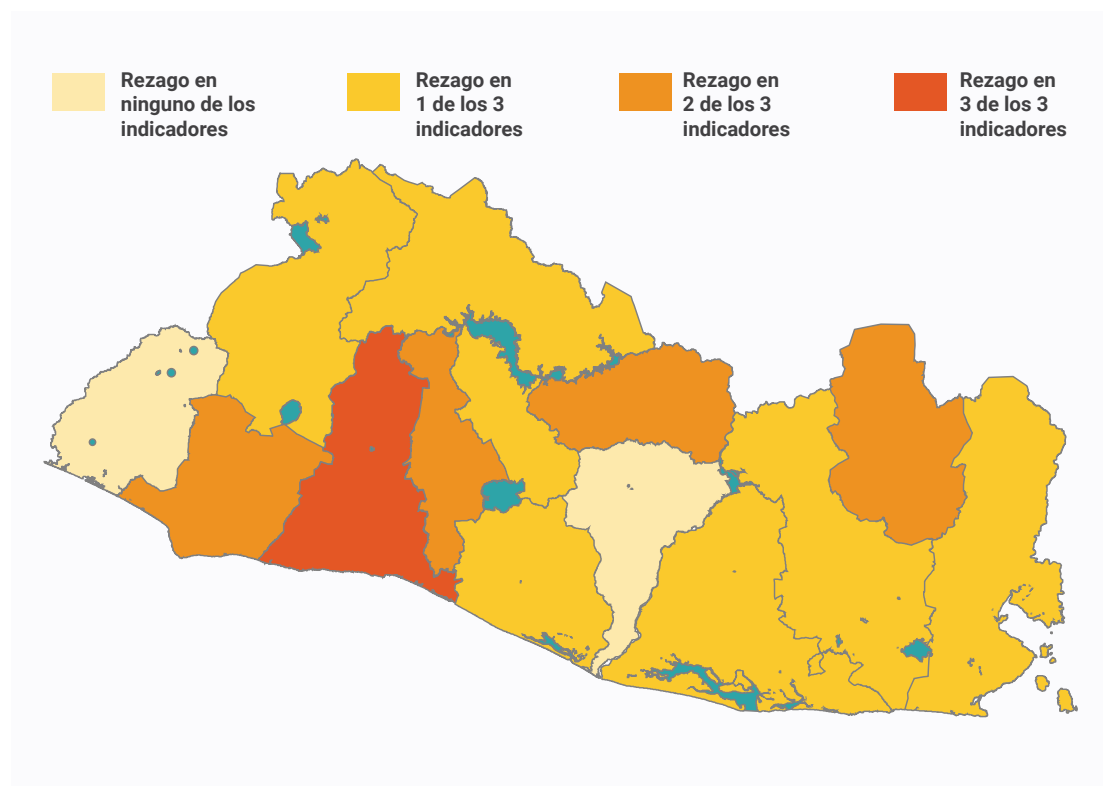 Rezago en
ninguno de los
indicadores
Rezago en
1 de los 3
indicadores
Rezago en
2 de los 3
indicadores
Rezago en
3 de los 3
indicadores